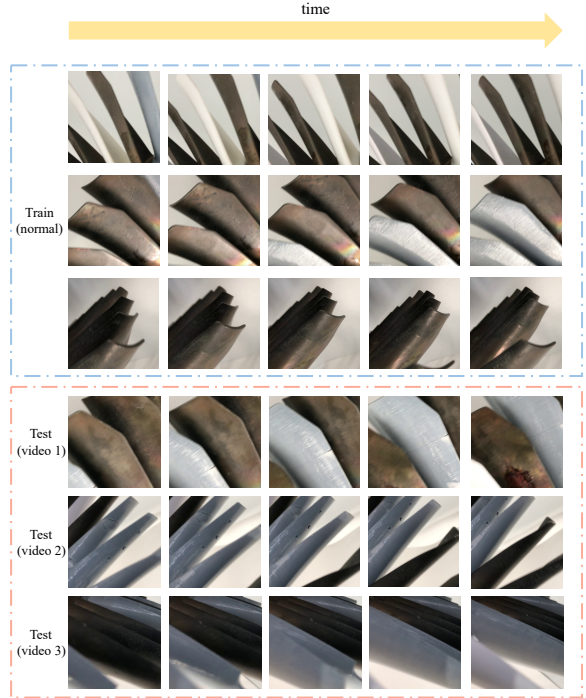 time
Train
(normal)
Test
(video 1)
Test
(video 2)
Test
(video 3)